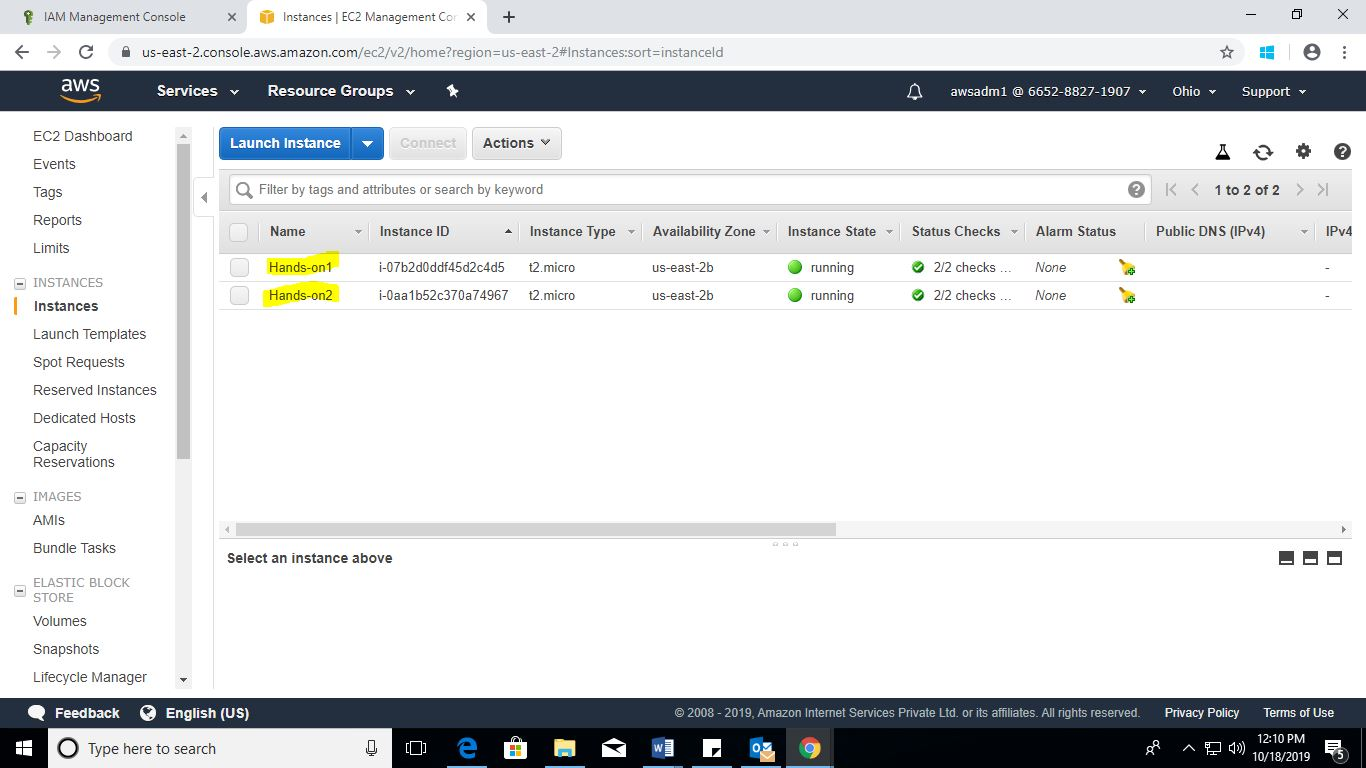 IAM Management Console
Instances | EC2 Management Con
us-east-2.console.aws.amazon.com/ec2/v2/home?region=us-east-2#Instances:sort=instanceId
aws
Services
Resource Groups
awsadm1 @ 6652-8827-1907
Ohio
Support
EC2 Dashboard
Events
Tags
Reports
Limits
INSTANCES
Instances
Launch Templates
Spot Requests
Reserved Instances
Dedicated Hosts
Capacity
Reservations
IMAGES
AMIs
Bundle Tasks
ELASTIC BLOCK
STORE
Volumes
Snapshots
Lifecycle Manager
Launch Instance
Connect
Actions
Filter by tags and attributes or search by keyword
1 to 2 of 2
Name Instance ID Instance Type Availability Zone Instance State Status Checks Alarm Status Public DNS (IPv4) IPv4
Hands-on1 i-07b2d0ddf45d2c4d5 t2.micro us-east-2b running 2/2 checks ... None -
Hands-on2 i-0aa1b52c370a74967 t2.micro us-east-2b running 2/2 checks ... None -
Select an instance above
Feedback
English (US)
© 2008 - 2019, Amazon Internet Services Private Ltd. or its affiliates. All rights reserved.
Privacy Policy
Terms of Use
Type here to search
12:10 PM
10/18/2019
5